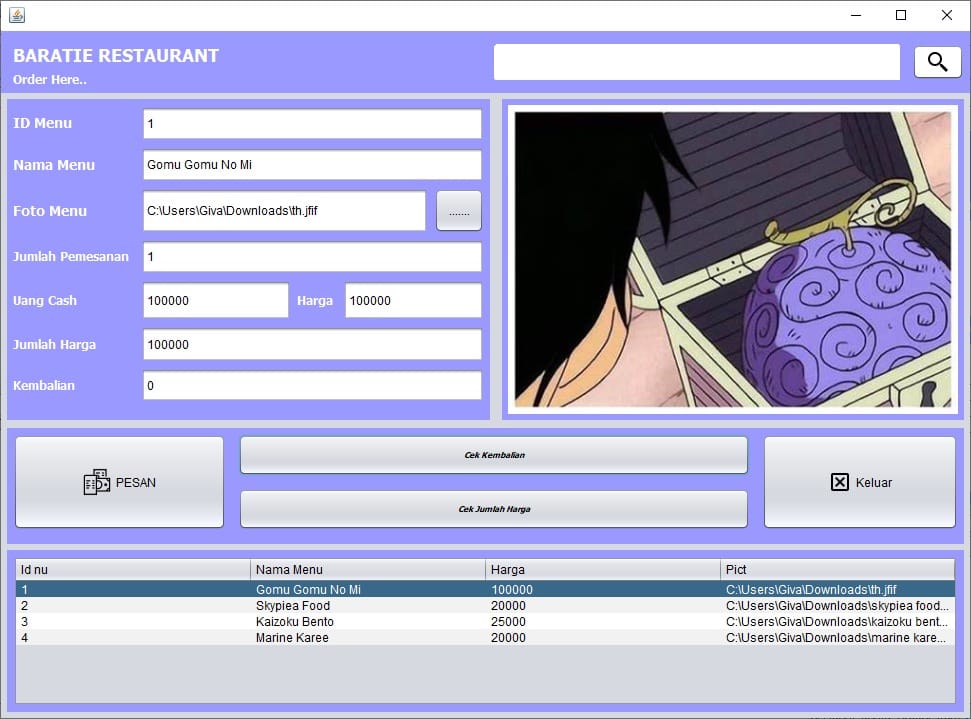 BARATIE RESTAURANT
Order Here..
ID Menu 1
Nama Menu Gomu Gomu No Mi
Foto Menu C:\Users\Giva\Downloads\th.jfif .......
Jumlah Pemesanan 1
Uang Cash 100000 Harga 100000
Jumlah Harga 100000
Kembalian 0
PESAN
Cek Kembalian
Cek Jumlah Harga
Keluar
Id nu Nama Menu Harga Pict
1 Gomu Gomu No Mi 100000 C:\Users\Giva\Downloads\th.jfif
2 Skypiea Food 20000 C:\Users\Giva\Downloads\skypiea food...
3 Kaizoku Bento 25000 C:\Users\Giva\Downloads\kaizoku bent...
4 Marine Karee 20000 C:\Users\Giva\Downloads\marine kare...